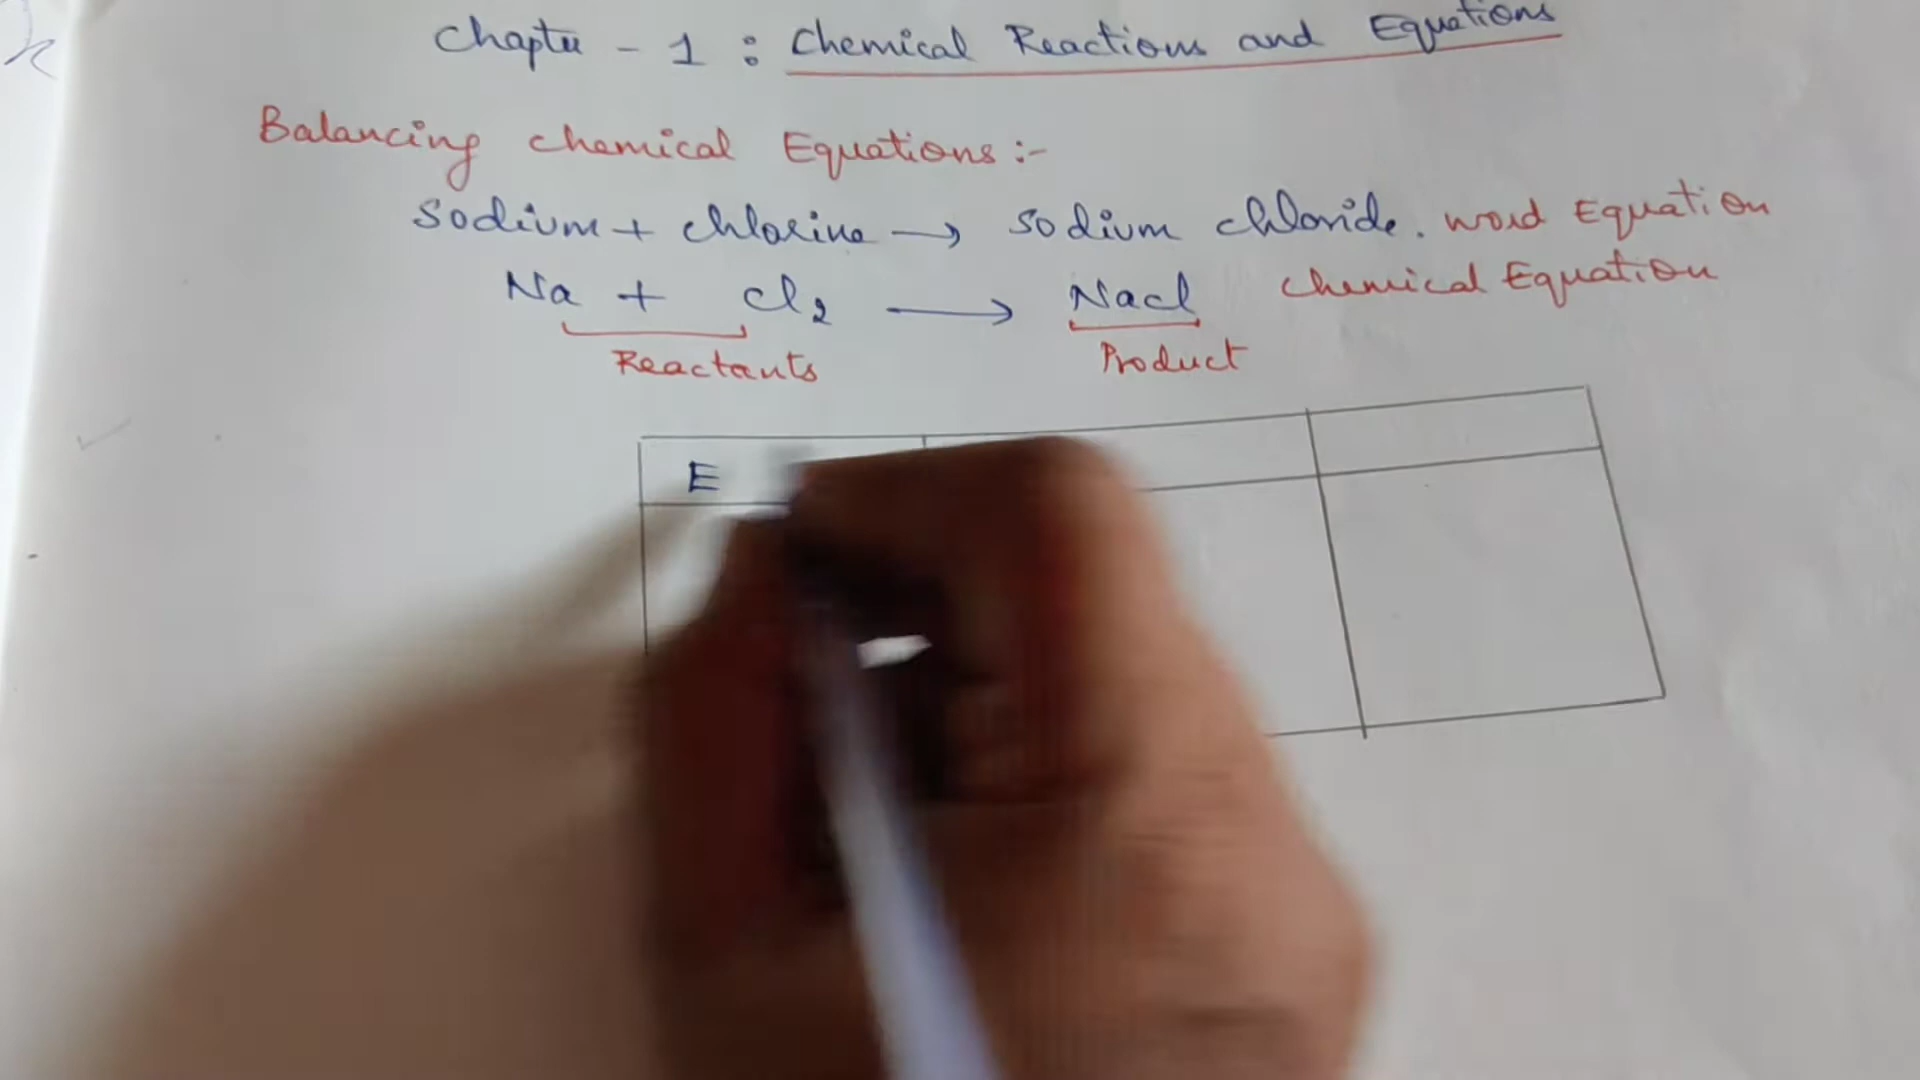 Chapter - 1 : Chemical Reactions and Equations
Balancing chemical Equations :-
Sodium + chlorine → Sodium chloride. word Equation
Na + Cl₂ → Nacl chemical Equation
Reactants Product
E